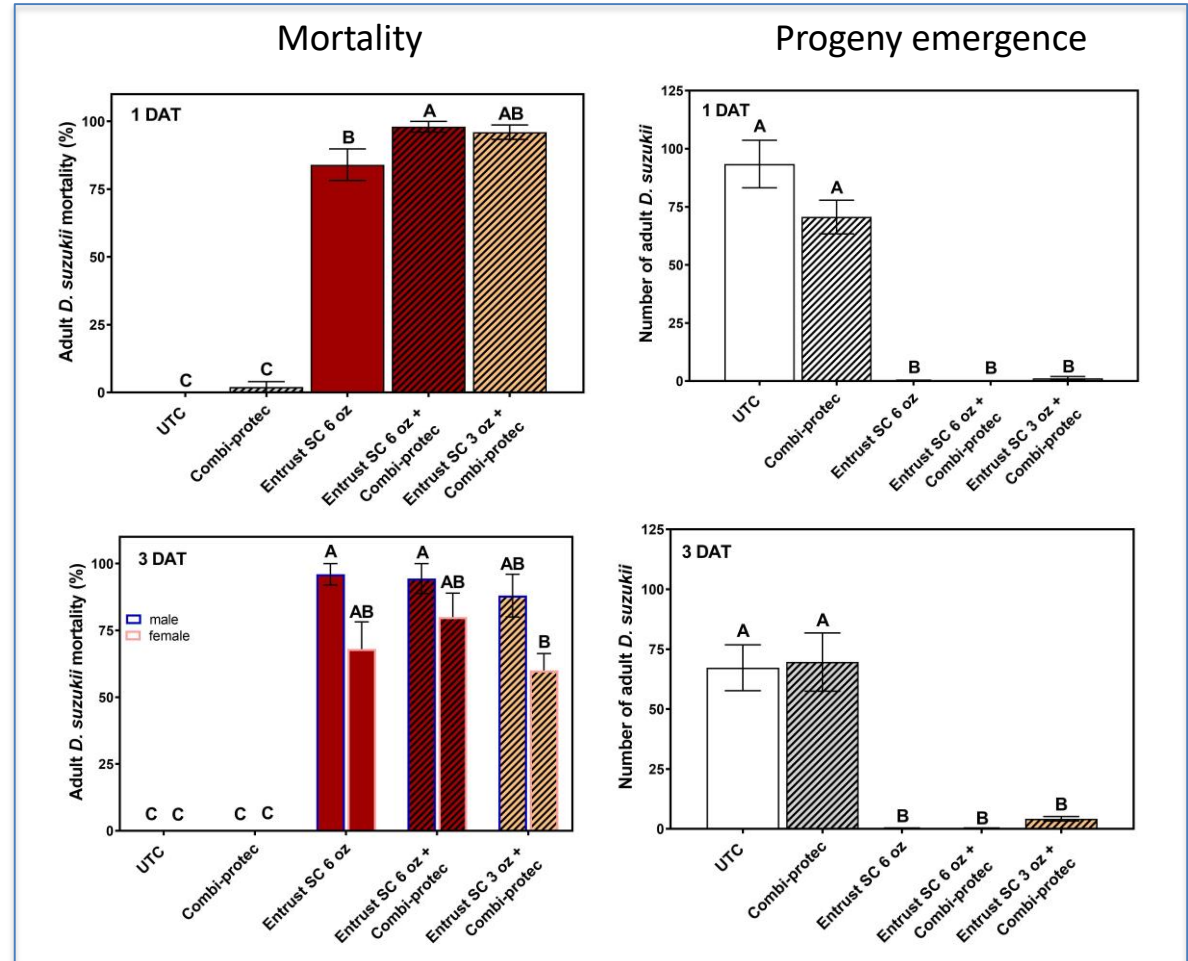 Mortality
Progeny emergence
1 DAT
Adult D. suzukii mortality (%)
100
75
50
25
0
C
C
B
A
AB
UTC
Combi-protec
Entrust SC 6 oz
Entrust SC 6 oz +
Combi-protec
Entrust SC 3 oz +
Combi-protec
1 DAT
Number of adult D. suzukii
125
100
75
50
25
0
A
A
B
B
B
UTC
Combi-protec
Entrust SC 6 oz
Entrust SC 6 oz +
Combi-protec
Entrust SC 3 oz +
Combi-protec
3 DAT
male
female
Adult D. suzukii mortality (%)
100
75
50
25
0
C C
C C
A
AB
A
AB
AB
B
UTC
Combi-protec
Entrust SC 6 oz
Entrust SC 6 oz +
Combi-protec
Entrust SC 3 oz +
Combi-protec
3 DAT
Number of adult D. suzukii
125
100
75
50
25
0
A
A
B
B
B
UTC
Combi-protec
Entrust SC 6 oz
Entrust SC 6 oz +
Combi-protec
Entrust SC 3 oz +
Combi-protec